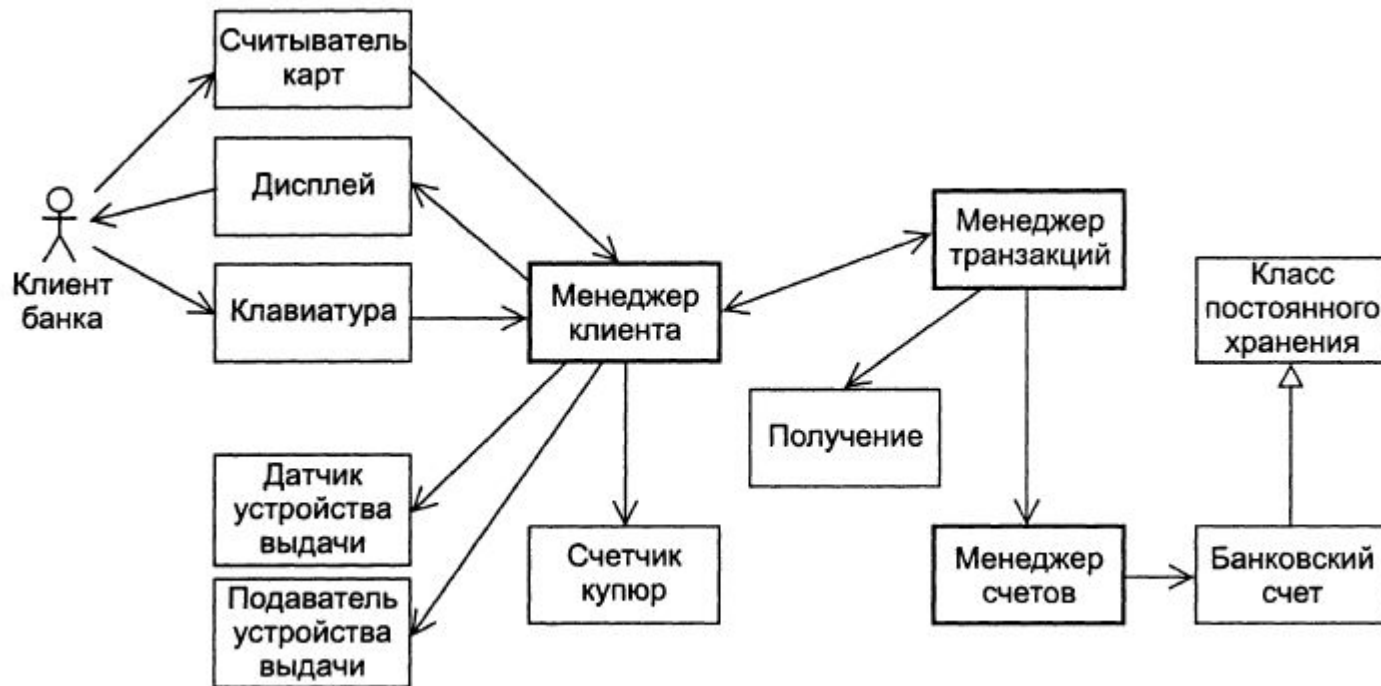 Считыватель
карт
Дисплей
Клиент
банка
Клавиатура
Менеджер
клиента
Менеджер
транзакций
Класс
постоянного
хранения
Получение
Датчик
устройства
выдачи
Подаватель
устройства
выдачи
Счетчик
купюр
Менеджер
счетов
Банковский
счет